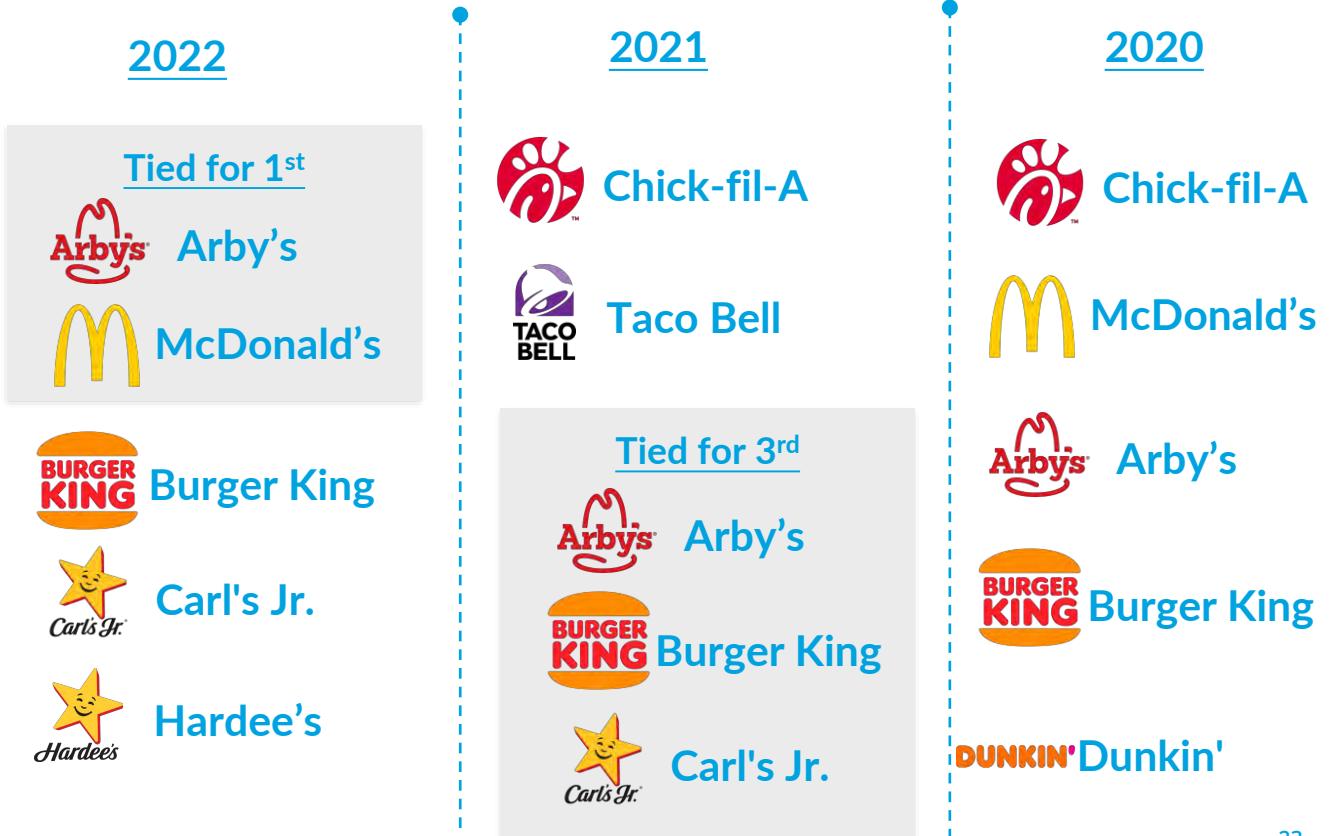 2022
Tied for 1st
Arby's Arby's
McDonald's
BURGER KING Burger King
Carl's Jr. Carl's Jr.
Hardee's Hardee's
2021
Chick-fil-A
TM
TACO BELL Taco Bell
Tied for 3rd
Arby's Arby's
BURGER KING Burger King
Carl's Jr. Carl's Jr.
2020
Chick-fil-A
TM
McDonald's
Arby's Arby's
BURGER KING Burger King
DUNKIN' Dunkin'